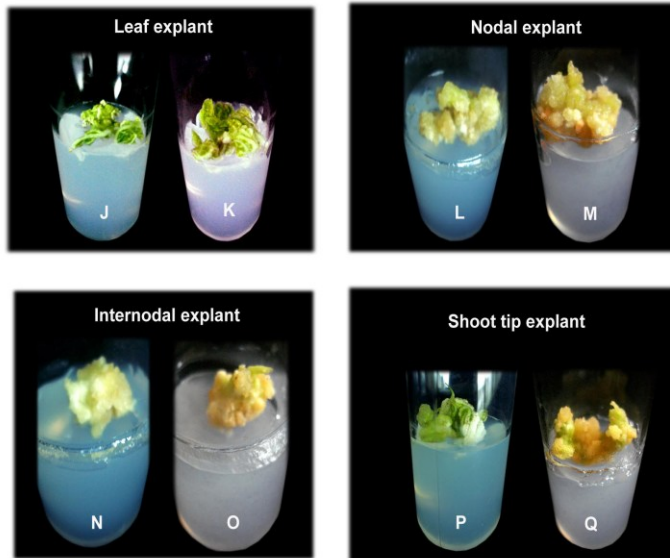 Leaf explant
J K
Nodal explant
L M
Internodal explant
N O
Shoot tip explant
P Q